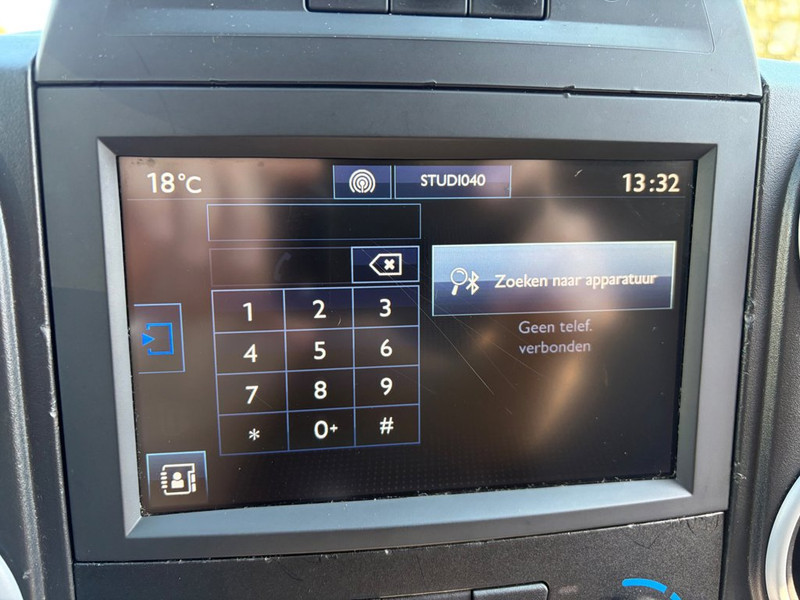 18°C
STUDIO40
13:32
Zoeken naar apparatuur
Geen telef.
verbonden
1 2 3
4 5 6
7 8 9
* 0+ #